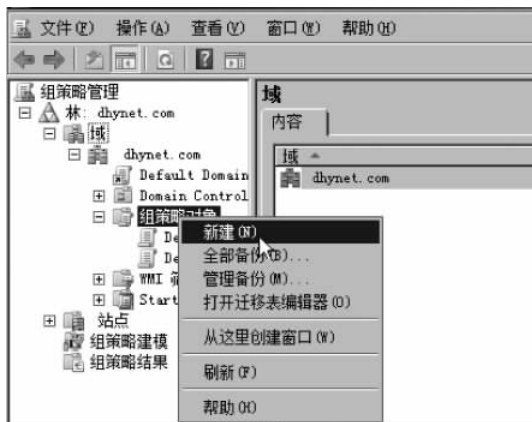 文件(F) 操作(A) 查看(V) 窗口(W) 帮助(H)
组策略管理
林: dhynet.com
域
dhynet.com
Default Domain
Domain Control
组策略对象
De
De
WMI
Start
站点
组策略建模
组策略结果
域
内容
域
dhynet.com
新建(N)
全部备份(B)...
管理备份(M)...
打开迁移表编辑器(O)
从这里创建窗口(W)
刷新(F)
帮助(H)